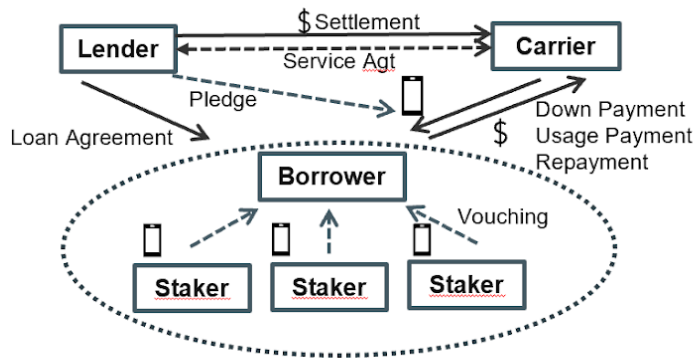 $ Settlement
Lender
Carrier
Service Agt
Pledge
Loan Agreement
Down Payment
$ Usage Payment
Repayment
Borrower
Vouching
Staker
Staker
Staker